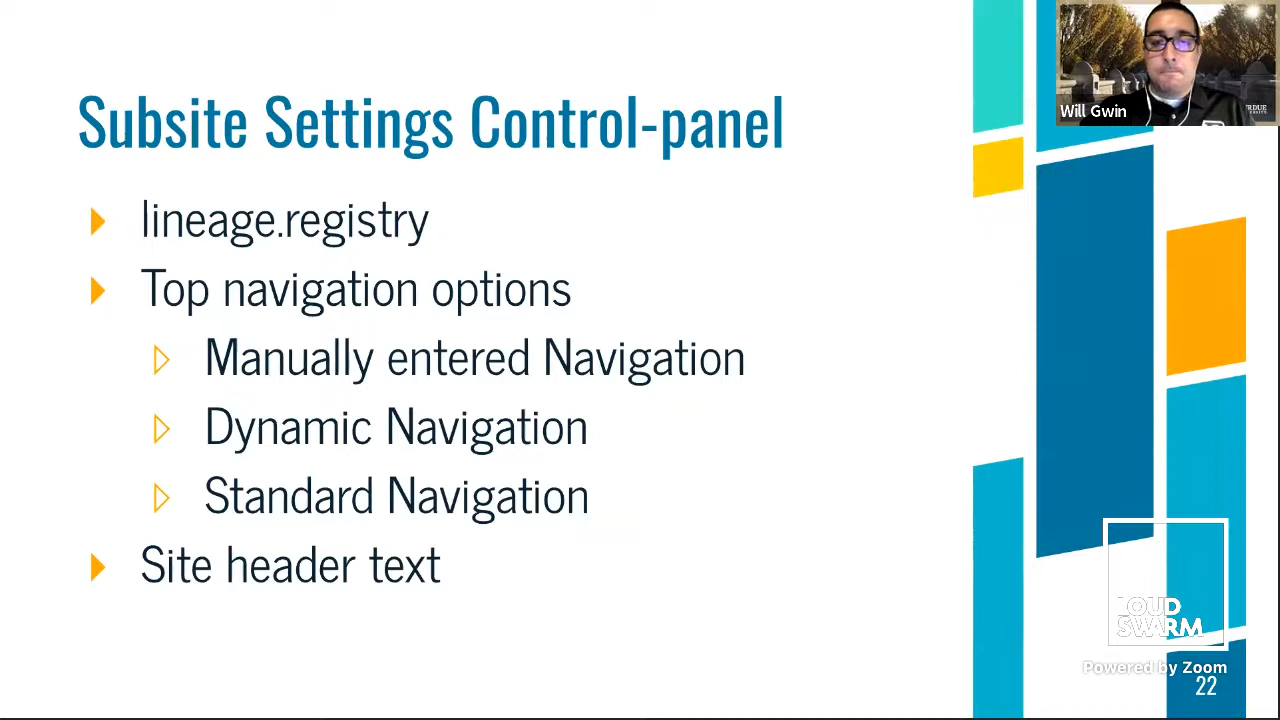 Subsite Settings Control-panel
lineage.registry
Top navigation options
Manually entered Navigation
Dynamic Navigation
Standard Navigation
Site header text
Will Gwin
LOUD
SWARM
Powered by Zoom
22